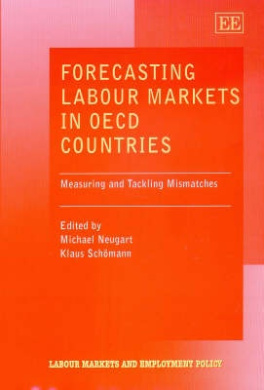 EE
FORECASTING
LABOUR MARKETS
IN OECD
COUNTRIES
Measuring and Tackling Mismatches
Edited by
Michael Neugart
Klaus Schömann
LABOUR MARKETS AND EMPLOYMENT POLICY